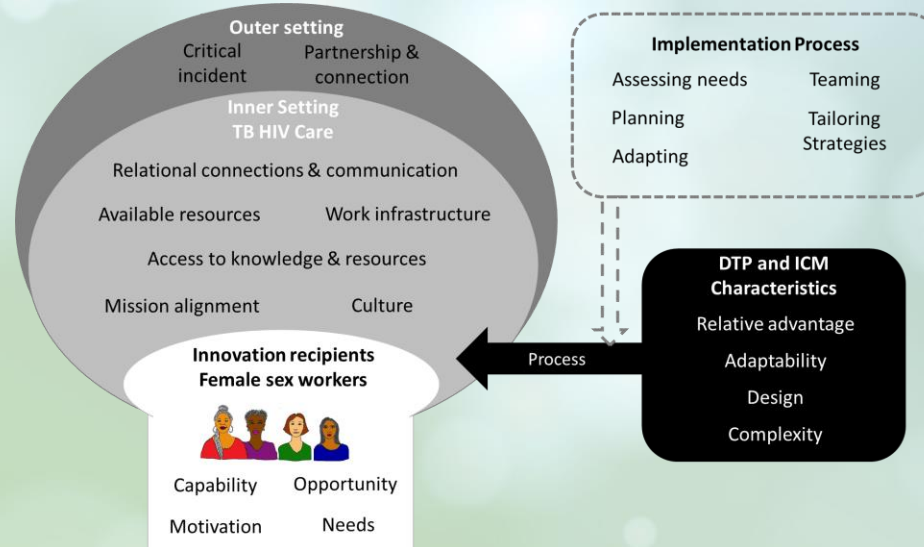 Outer setting
Critical
incident
Partnership &
connection
Inner Setting
TB HIV Care
Relational connections & communication
Available resources
Work infrastructure
Access to knowledge & resources
Mission alignment
Culture
Innovation recipients
Female sex workers
Capability
Opportunity
Motivation
Needs
Process
Implementation Process
Assessing needs
Teaming
Planning
Tailoring
Strategies
Adapting
DTP and ICM
Characteristics
Relative advantage
Adaptability
Design
Complexity